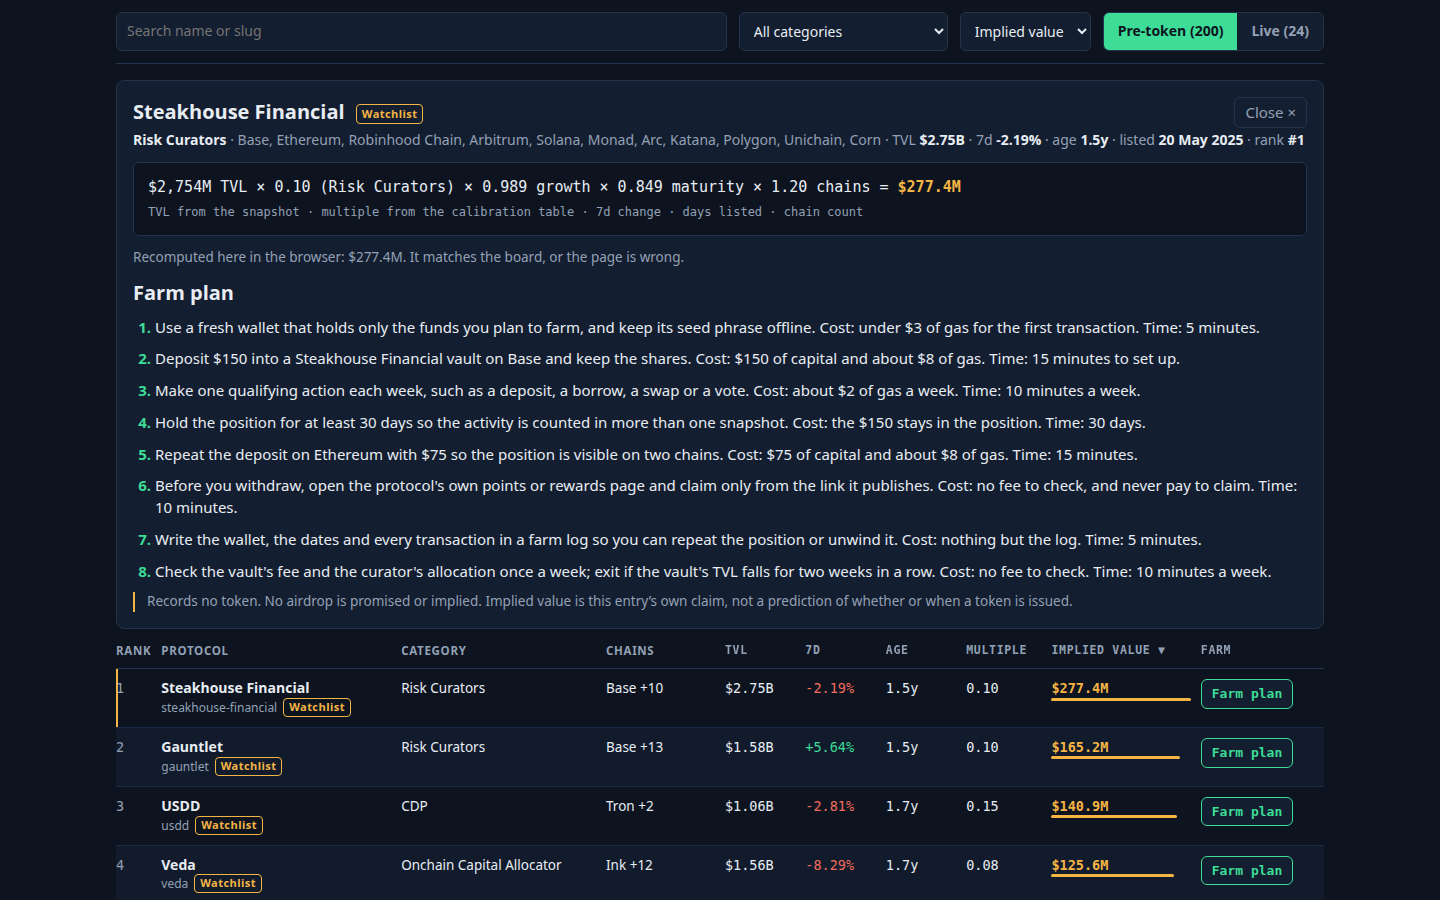 Search name or slug
All categories
Implied value
Pre-token (200)
Live (24)
Steakhouse Financial Watchlist
Close ×
Risk Curators · Base, Ethereum, Robinhood Chain, Arbitrum, Solana, Monad, Arc, Katana, Polygon, Unichain, Corn · TVL $2.75B · 7d -2.19% · age 1.5y · listed 20 May 2025 · rank #1
$2,754M TVL × 0.10 (Risk Curators) × 0.989 growth × 0.849 maturity × 1.20 chains = $277.4M
TVL from the snapshot · multiple from the calibration table · 7d change · days listed · chain count
Recomputed here in the browser: $277.4M. It matches the board, or the page is wrong.
Farm plan
1. Use a fresh wallet that holds only the funds you plan to farm, and keep its seed phrase offline. Cost: under $3 of gas for the first transaction. Time: 5 minutes.
2. Deposit $150 into a Steakhouse Financial vault on Base and keep the shares. Cost: $150 of capital and about $8 of gas. Time: 15 minutes to set up.
3. Make one qualifying action each week, such as a deposit, a borrow, a swap or a vote. Cost: about $2 of gas a week. Time: 10 minutes a week.
4. Hold the position for at least 30 days so the activity is counted in more than one snapshot. Cost: the $150 stays in the position. Time: 30 days.
5. Repeat the deposit on Ethereum with $75 so the position is visible on two chains. Cost: $75 of capital and about $8 of gas. Time: 15 minutes.
6. Before you withdraw, open the protocol's own points or rewards page and claim only from the link it publishes. Cost: no fee to check, and never pay to claim. Time:
10 minutes.
7. Write the wallet, the dates and every transaction in a farm log so you can repeat the position or unwind it. Cost: nothing but the log. Time: 5 minutes.
8. Check the vault's fee and the curator's allocation once a week; exit if the vault's TVL falls for two weeks in a row. Cost: no fee to check. Time: 10 minutes a week.
Records no token. No airdrop is promised or implied. Implied value is this entry's own claim, not a prediction of whether or when a token is issued.
RANK PROTOCOL CATEGORY CHAINS TVL 7D AGE MULTIPLE IMPLIED VALUE ▼ FARM
1 Steakhouse Financial Risk Curators Base +10 $2.75B -2.19% 1.5y 0.10 $277.4M Farm plan
steakhouse-financial Watchlist
2 Gauntlet Risk Curators Base +13 $1.58B +5.64% 1.5y 0.10 $165.2M Farm plan
gauntlet Watchlist
3 USDD CDP Tron +2 $1.06B -2.81% 1.7y 0.15 $140.9M Farm plan
usdd Watchlist
4 Veda Onchain Capital Allocator Ink +12 $1.56B -8.29% 1.7y 0.08 $125.6M Farm plan
veda Watchlist